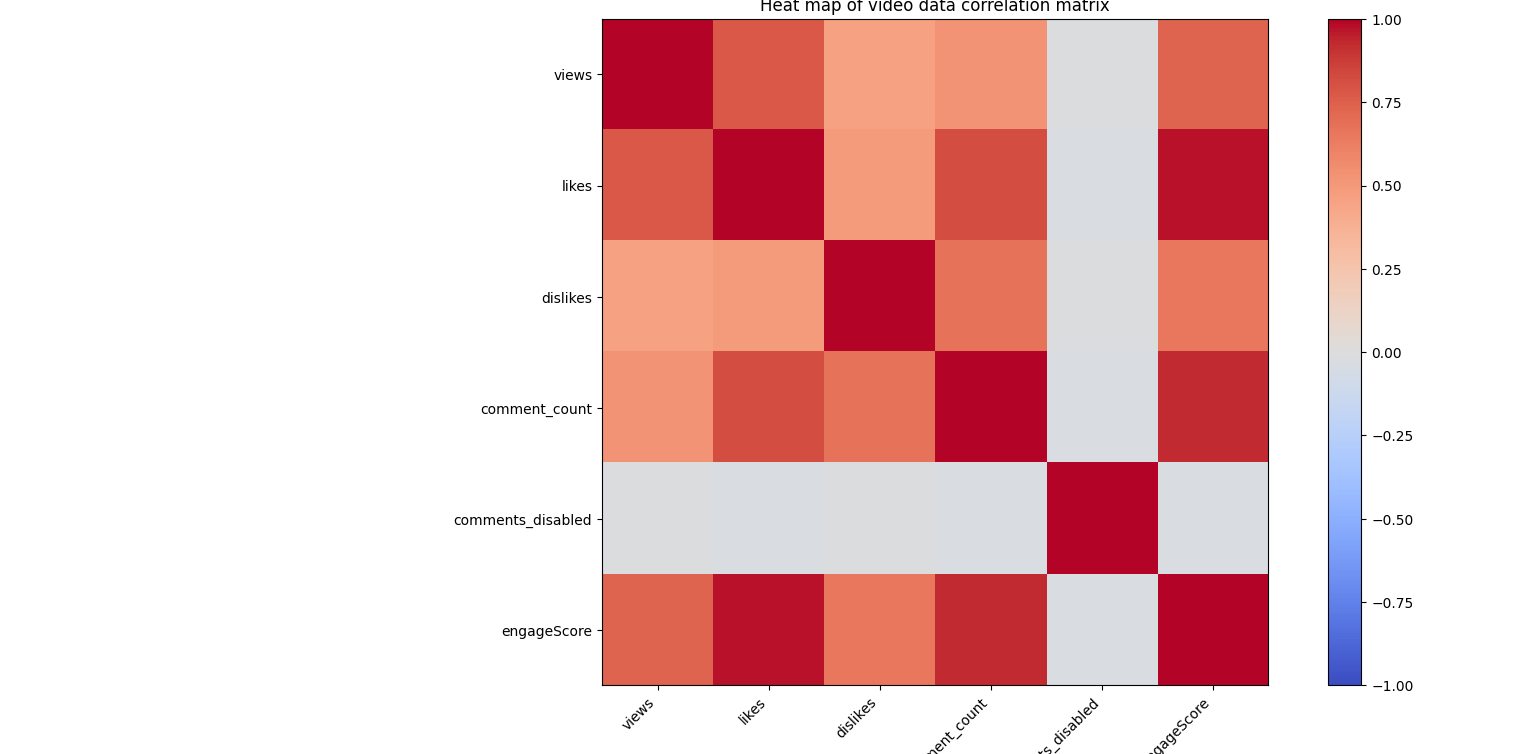 Heat map of video data correlation matrix
views
likes
dislikes
comment_count
comments_disabled
engageScore
1.00
0.75
0.50
0.25
0.00
−0.25
−0.50
−0.75
−1.00
views
likes
dislikes
ment_count
ts_disabled
ngageScore